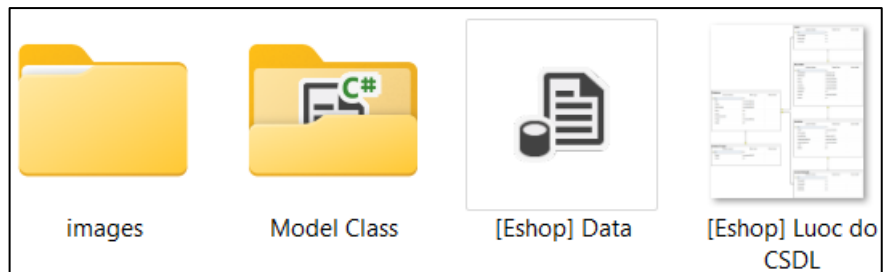 C#
images
Model Class
[Eshop] Data
[Eshop] Luoc do
CSDL